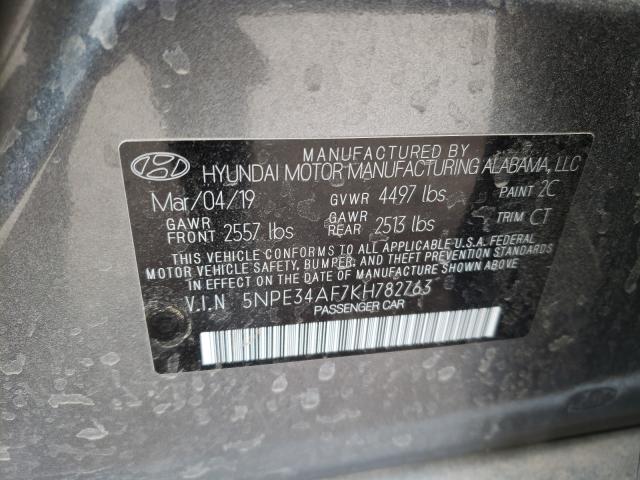 MANUFACTURED BY
HYUNDAI MOTOR MANUFACTURING ALABAMA, LLC
Mar/04/19 GVWR 4497 lbs PAINT 2C
GAWR FRONT 2557 lbs GAWR REAR 2513 lbs TRIM CT
THIS VEHICLE CONFORMS TO ALL APPLICABLE U.S.A. FEDERAL
MOTOR VEHICLE SAFETY, BUMPER, AND THEFT PREVENTION STANDARDS
IN EFFECT ON THE DATE OF MANUFACTURE SHOWN ABOVE.
V.I.N 5NPE34AF7KH782763
PASSENGER CAR